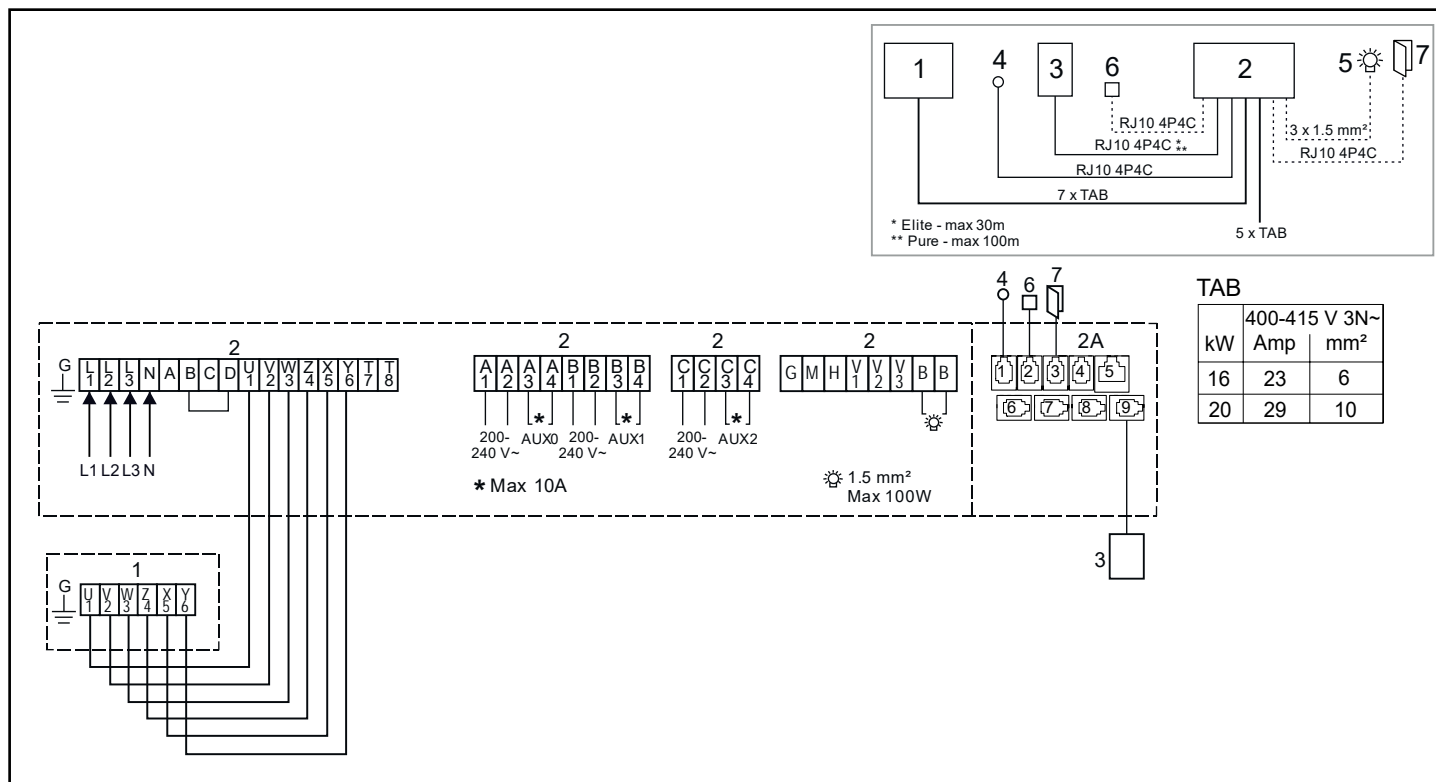 1
4
3
6
2
5
7
RJ10 4P4C
3 x 1.5 mm²
RJ10 4P4C *
**
RJ10 4P4C
RJ10 4P4C
7 x TAB
* Elite - max 30m
** Pure - max 100m
5 x TAB
4
6
7
TAB
400-415 V 3N~
kW Amp mm²
16 23 6
20 29 10
2
G
L1 L2 L3 N A B C D U1 V2 W3 Z4 X5 Y6 T7 T8
L1 L2 L3 N
2
A1 A2 A3 A4 B1 B2 B3 B4
200-240 V~
* AUX0
200-240 V~
* AUX1
* Max 10A
2
C1 C2 C3 C4
200-240 V~
* AUX2
2
G M H V1 V2 V3 B B
1.5 mm²
Max 100W
2A
1 2 3 4 5
6 7 8 9
3
1
G
U1 V2 W3 Z4 X5 Y6